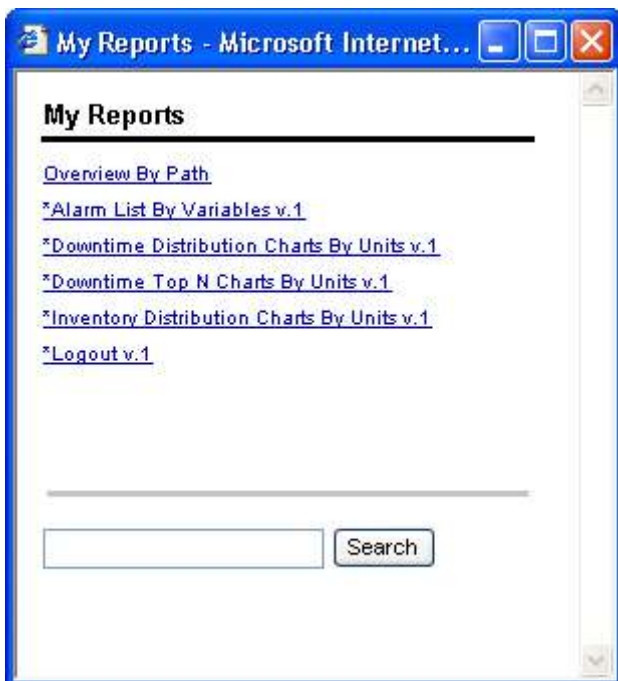 My Reports - Microsoft Internet...
My Reports
Overview By Path
*Alarm List By Variables v.1
*Downtime Distribution Charts By Units v.1
*Downtime Top N Charts By Units v.1
*Inventory Distribution Charts By Units v.1
*Logout v.1
Search